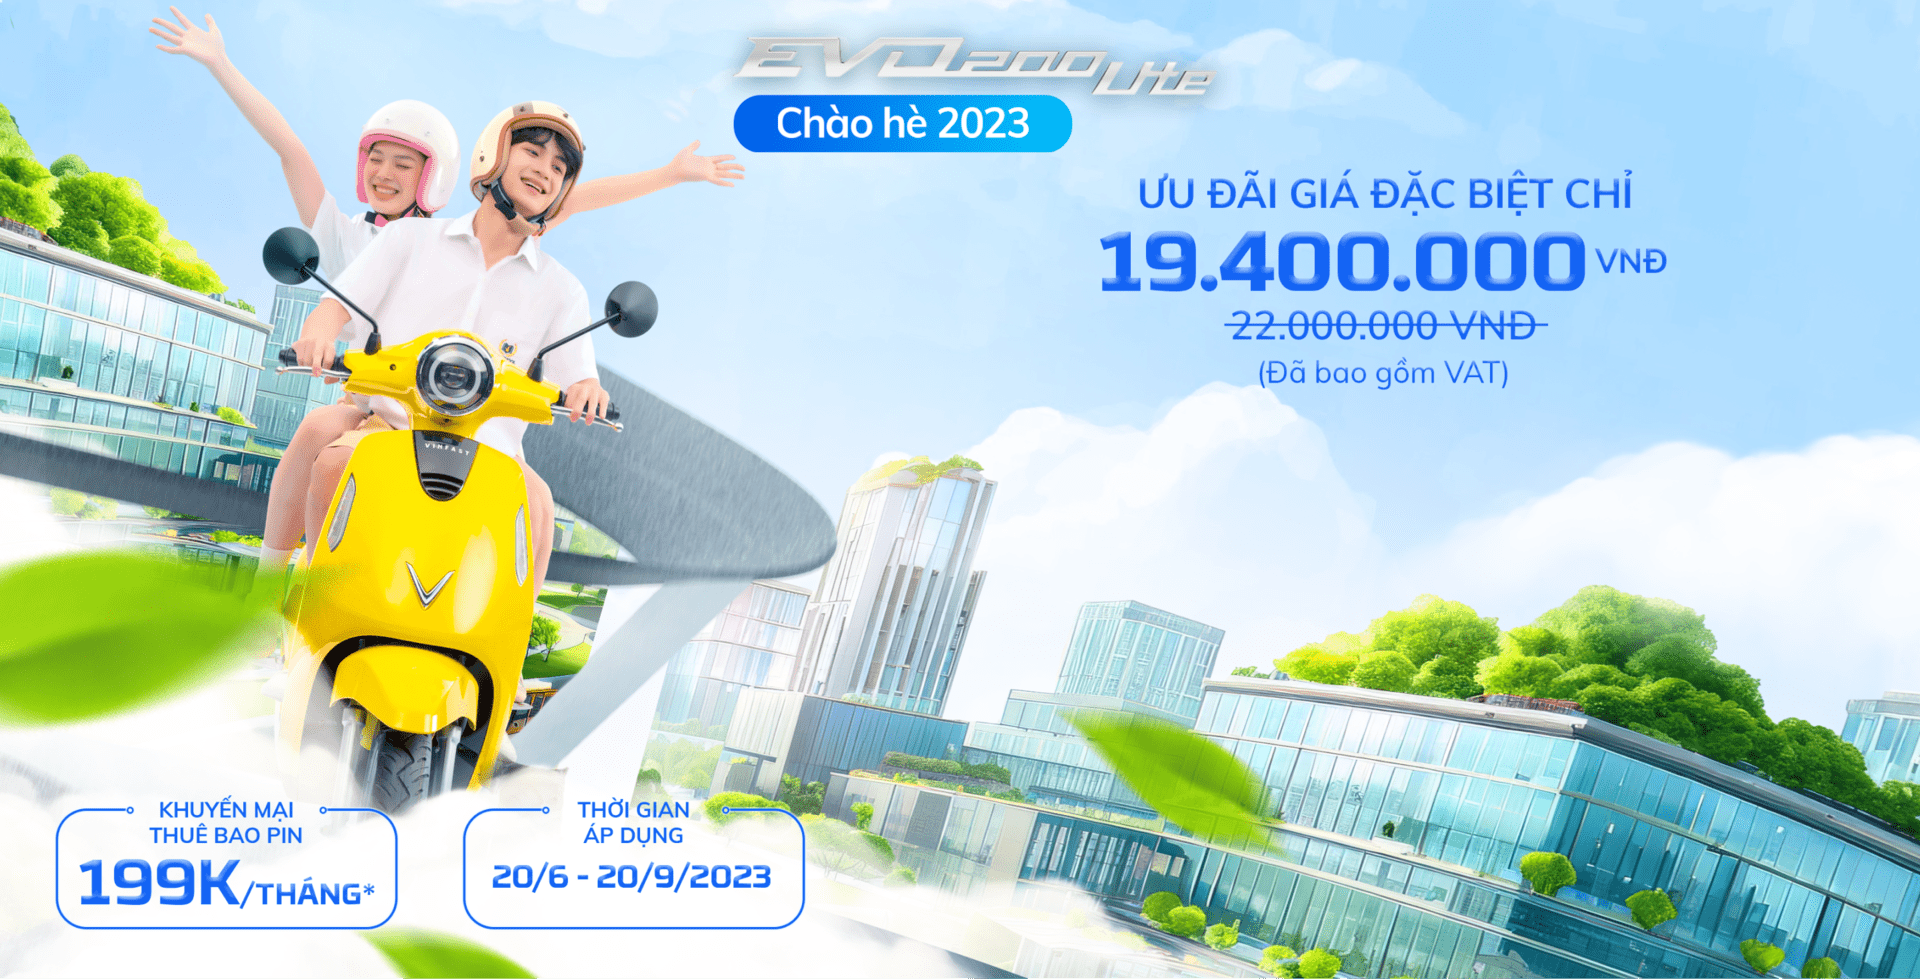 EVO200 Lite
Chào hè 2023
ƯU ĐÃI GIÁ ĐẶC BIỆT CHỈ
19.400.000 VNĐ
22.000.000 VNĐ
(Đã bao gồm VAT)
VINFAST
KHUYẾN MẠI
THUÊ BAO PIN
199K/THÁNG*
THỜI GIAN
ÁP DỤNG
20/6 - 20/9/2023